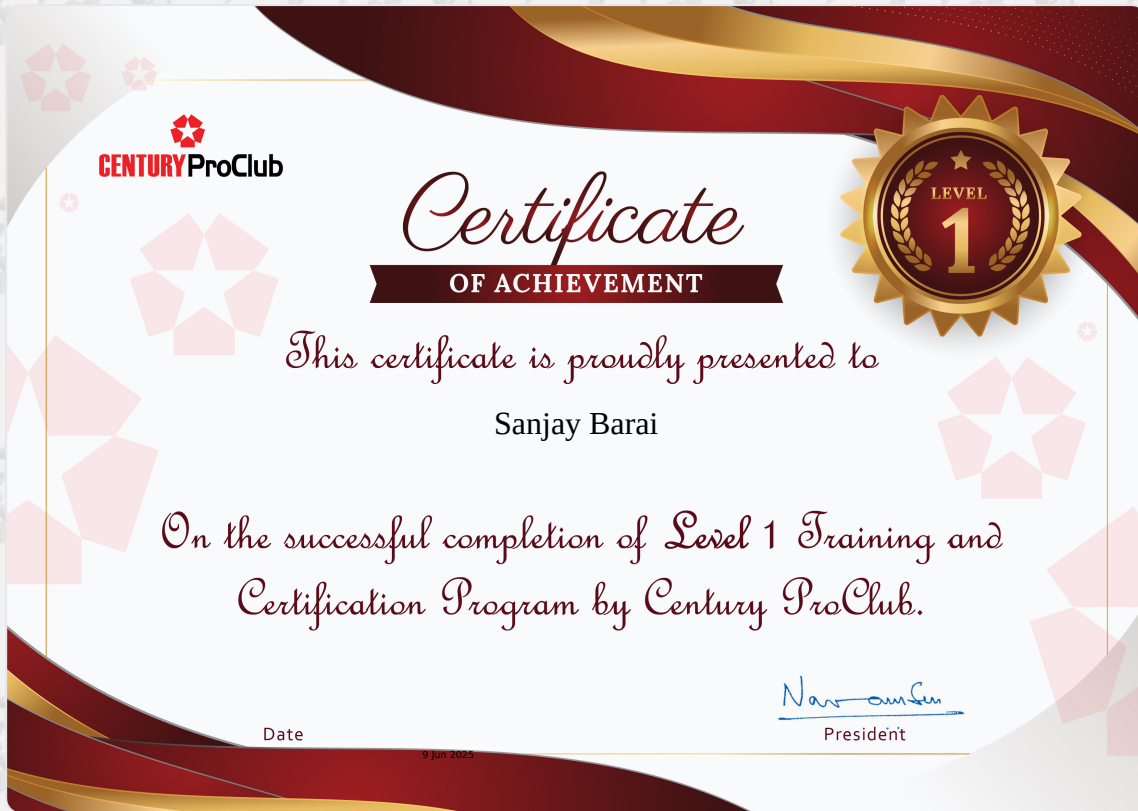 CENTURY ProClub
LEVEL
1
Certificate
OF ACHIEVEMENT
This certificate is proudly presented to
Sanjay Barai
On the successful completion of Level 1 Training and
Certification Program by Century ProClub.
Date
President
9 Jun 2025